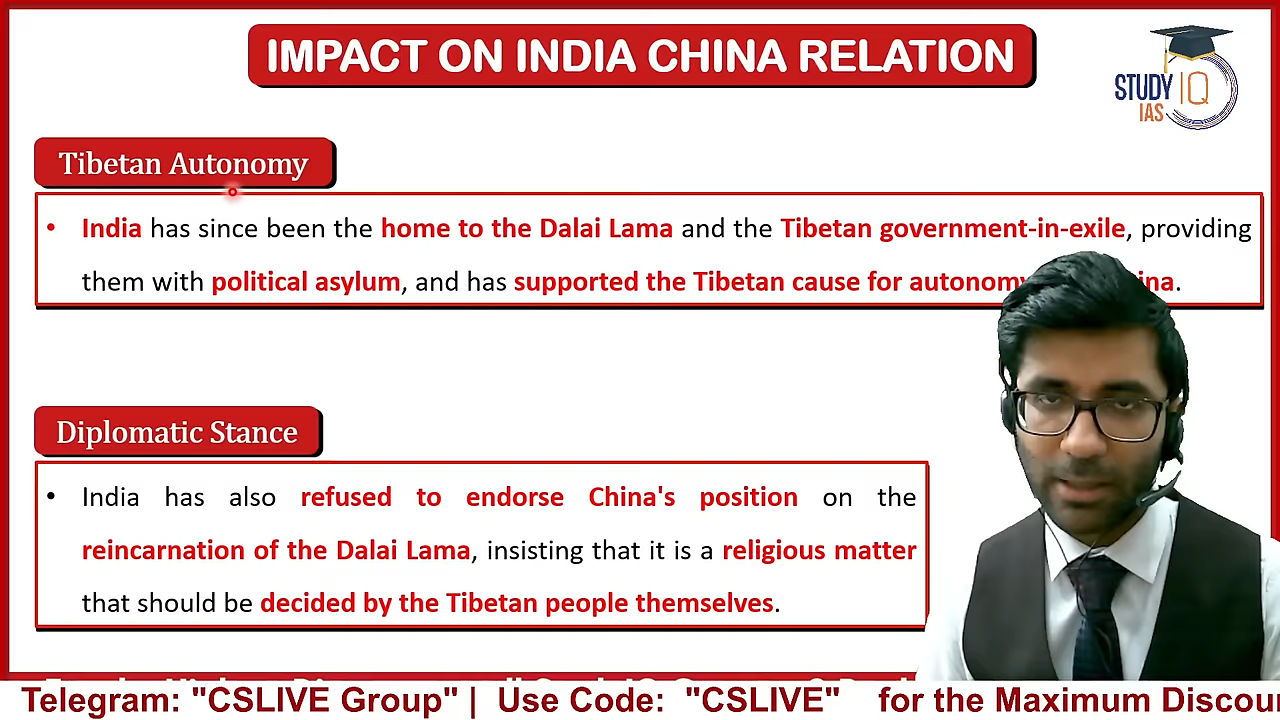 IMPACT ON INDIA CHINA RELATION
STUDY IQ
IAS
Tibetan Autonomy
• India has since been the home to the Dalai Lama and the Tibetan government-in-exile, providing
them with political asylum, and has supported the Tibetan cause for autonomy
Diplomatic Stance
• India has also refused to endorse China's position on the
reincarnation of the Dalai Lama, insisting that it is a religious matter
that should be decided by the Tibetan people themselves.
Telegram: "CSLIVE Group" | Use Code: "CSLIVE" for the Maximum Discou